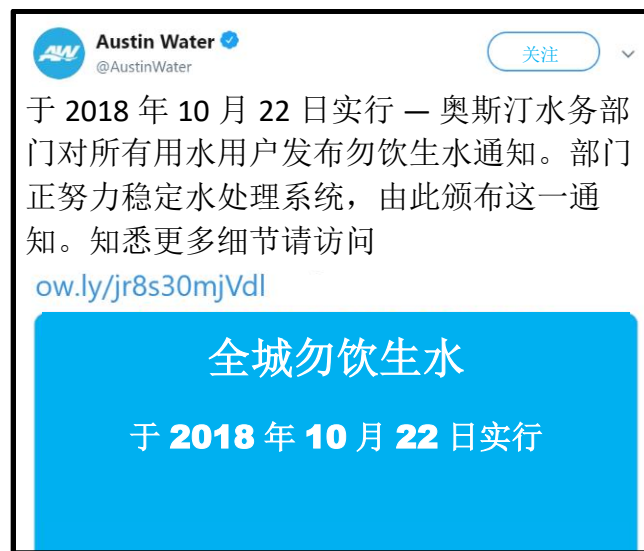 AW
Austin Water
@AustinWater
关注
于 2018 年 10 月 22 日实行 — 奥斯汀水务部
门对所有用水用户发布勿饮生水通知。部门
正努力稳定水处理系统，由此颁布这一通
知。知悉更多细节请访问
ow.ly/jr8s30mjVdl
全城勿饮生水
于 2018 年 10 月 22 日实行